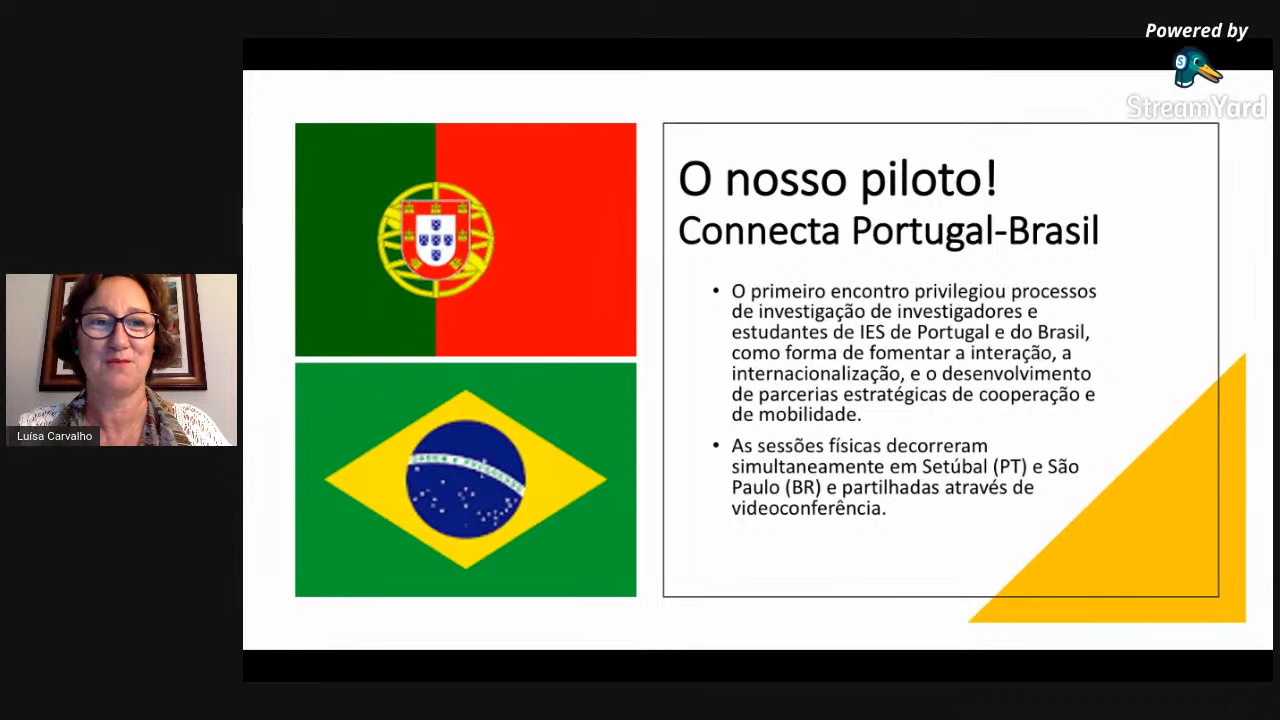 Powered by
StreamYard
O nosso piloto!
Connecta Portugal-Brasil
• O primeiro encontro privilegiou processos
de investigação de investigadores e
estudantes de IES de Portugal e do Brasil,
como forma de fomentar a interação, a
internacionalização, e o desenvolvimento
de parcerias estratégicas de cooperação e
de mobilidade.
• As sessões físicas decorreram
simultaneamente em Setúbal (PT) e São
Paulo (BR) e partilhadas através de
videoconferência.
Luísa Carvalho